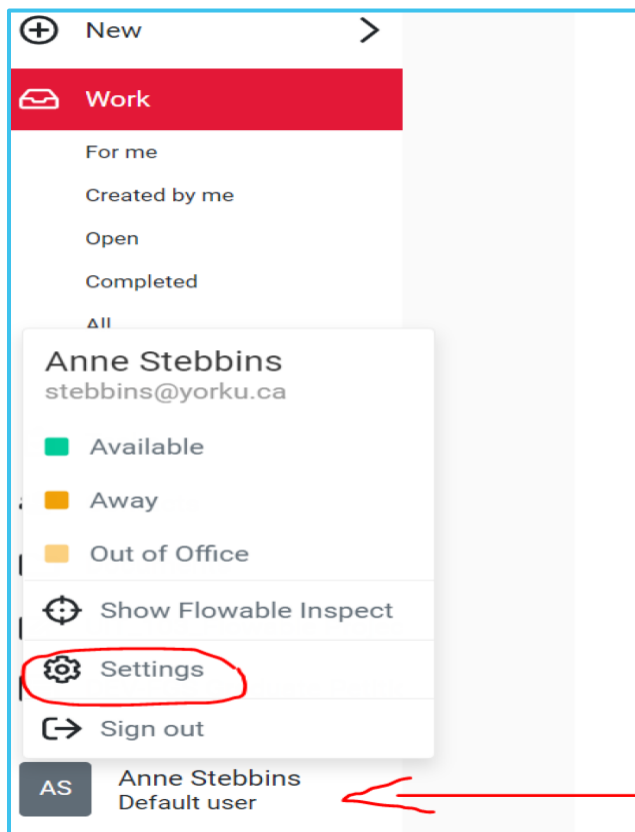 New
Work
For me
Created by me
Open
Completed
All
Anne Stebbins
stebbins@yorku.ca
Available
Away
Out of Office
Show Flowable Inspect
Settings
Sign out
AS
Anne Stebbins
Default user